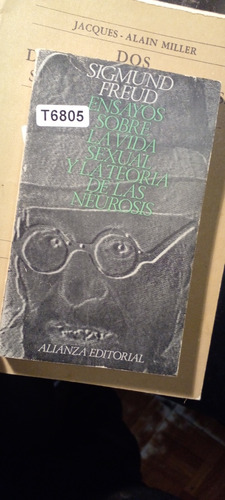 JACQUES - ALAIN MILLER
DOS
D
S
SIGMUND
FREUD
T6805
ENSAYOS
SOBRE
LA VIDA
SEXUAL
Y LA TEORIA
DE LAS
NEUROSIS
ALIANZA EDITORIAL